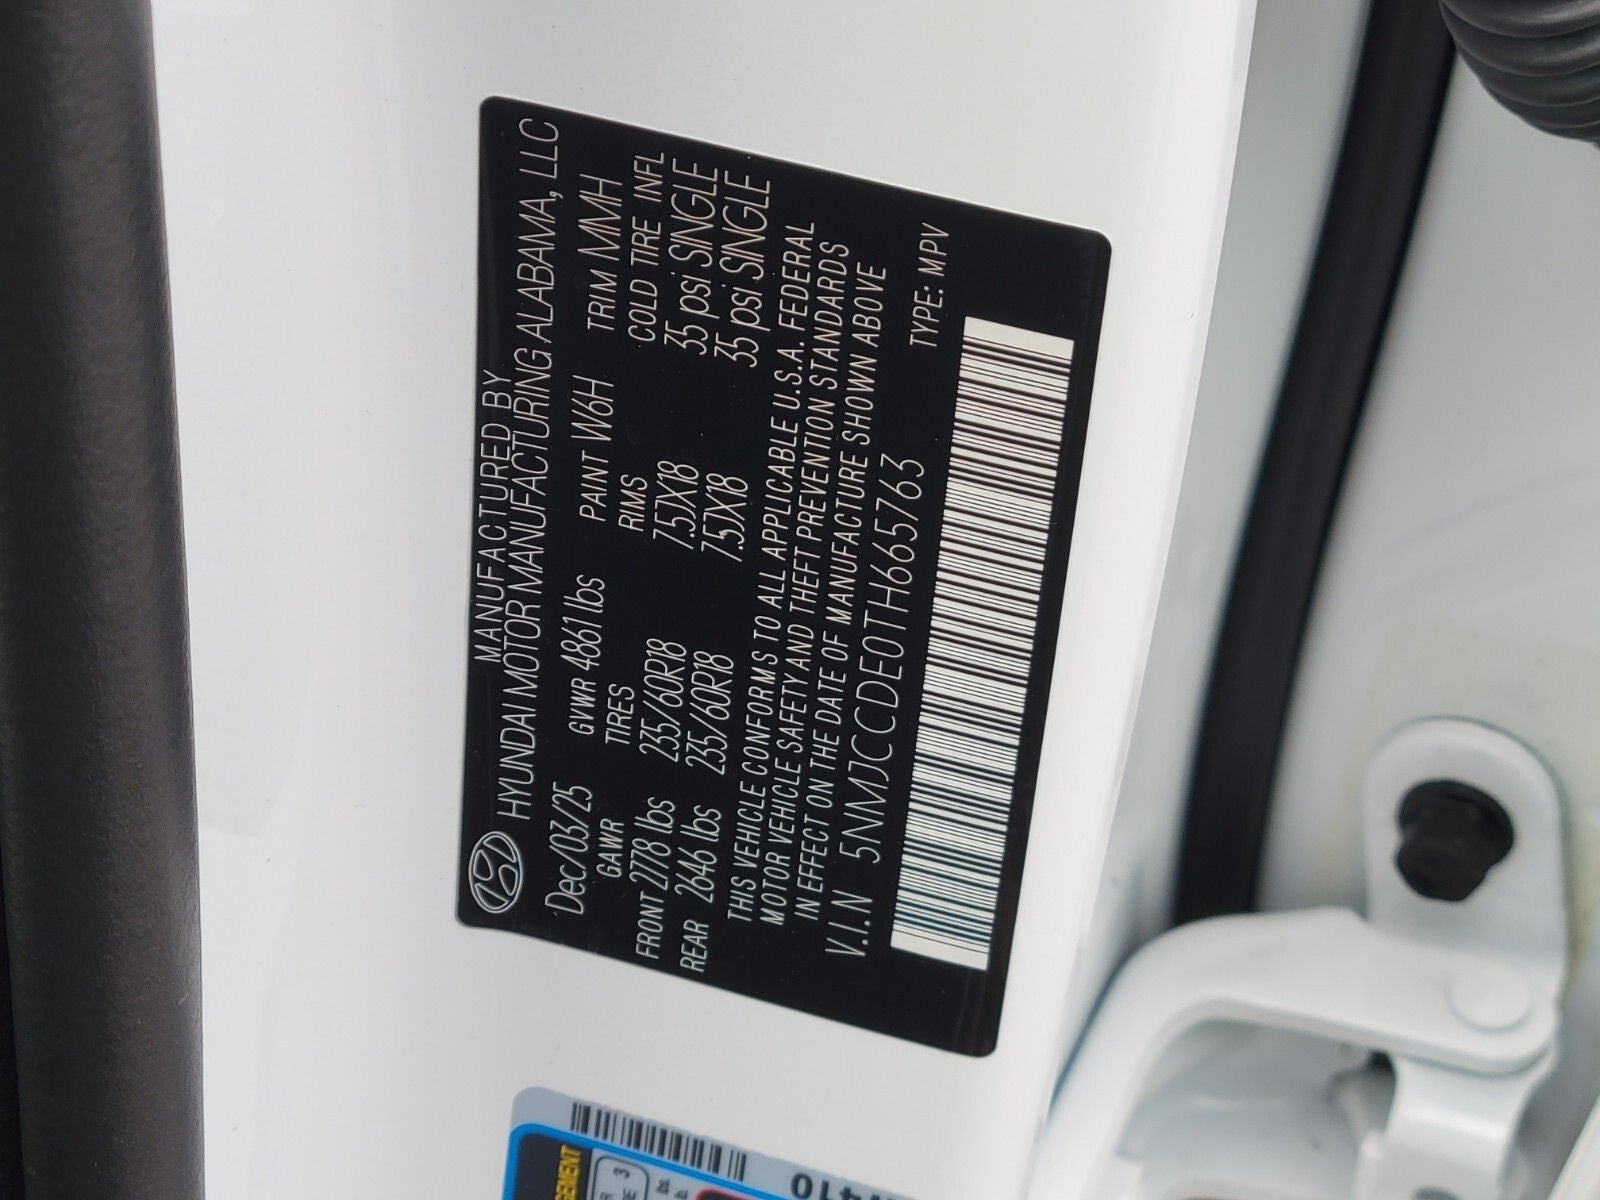 MANUFACTURED BY
HYUNDAI MOTOR MANUFACTURING ALABAMA, LLC
Dec/03/25 GVWR 4861 lbs PAINT W6H TRIM MMH
GAWR TIRES RIMS COLD TIRE INFL
FRONT 2778 lbs 235/60R18 7.5JX18 35 psi SINGLE
REAR 2646 lbs 235/60R18 7.5JX18 35 psi SINGLE
THIS VEHICLE CONFORMS TO ALL APPLICABLE U.S.A. FEDERAL
MOTOR VEHICLE SAFETY AND THEFT PREVENTION STANDARDS
IN EFFECT ON THE DATE OF MANUFACTURE SHOWN ABOVE
V.I.N 5NMJCCDE0TH665763 TYPE: MPV
3